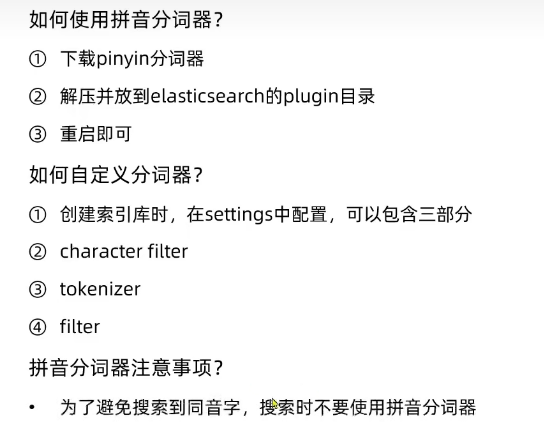 如何使用拼音分词器？
① 下载pinyin分词器
② 解压并放到elasticsearch的plugin目录
③ 重启即可
如何自定义分词器？
① 创建索引库时，在settings中配置，可以包含三部分
② character filter
③ tokenizer
④ filter
拼音分词器注意事项？
• 为了避免搜索到同音字，搜索时不要使用拼音分词器